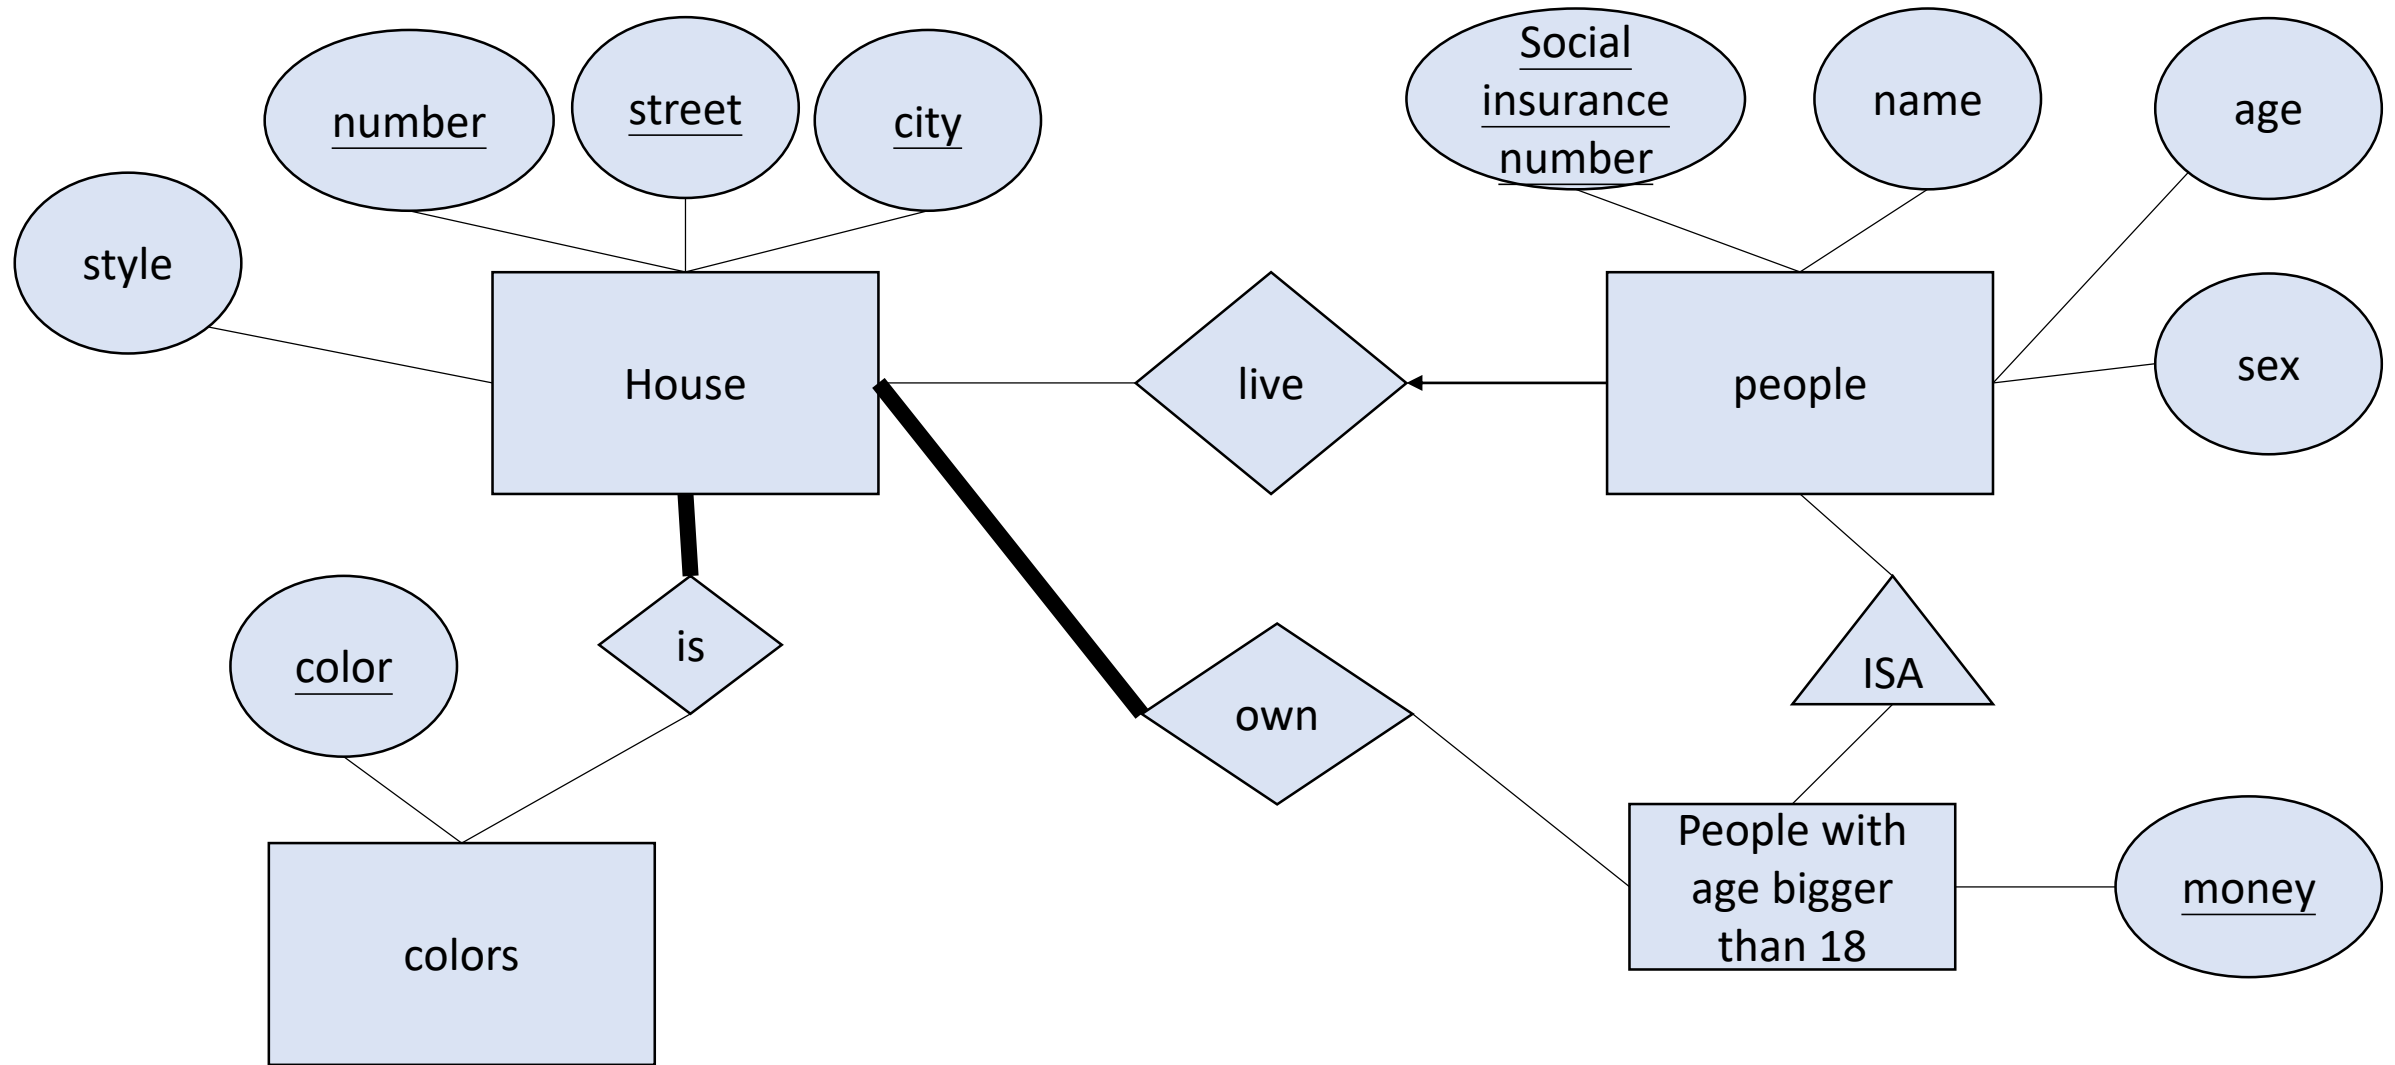 number
street
city
Social
insurance
number
name
age
style
House
live
people
sex
color
is
own
ISA
colors
People with
age bigger
than 18
money